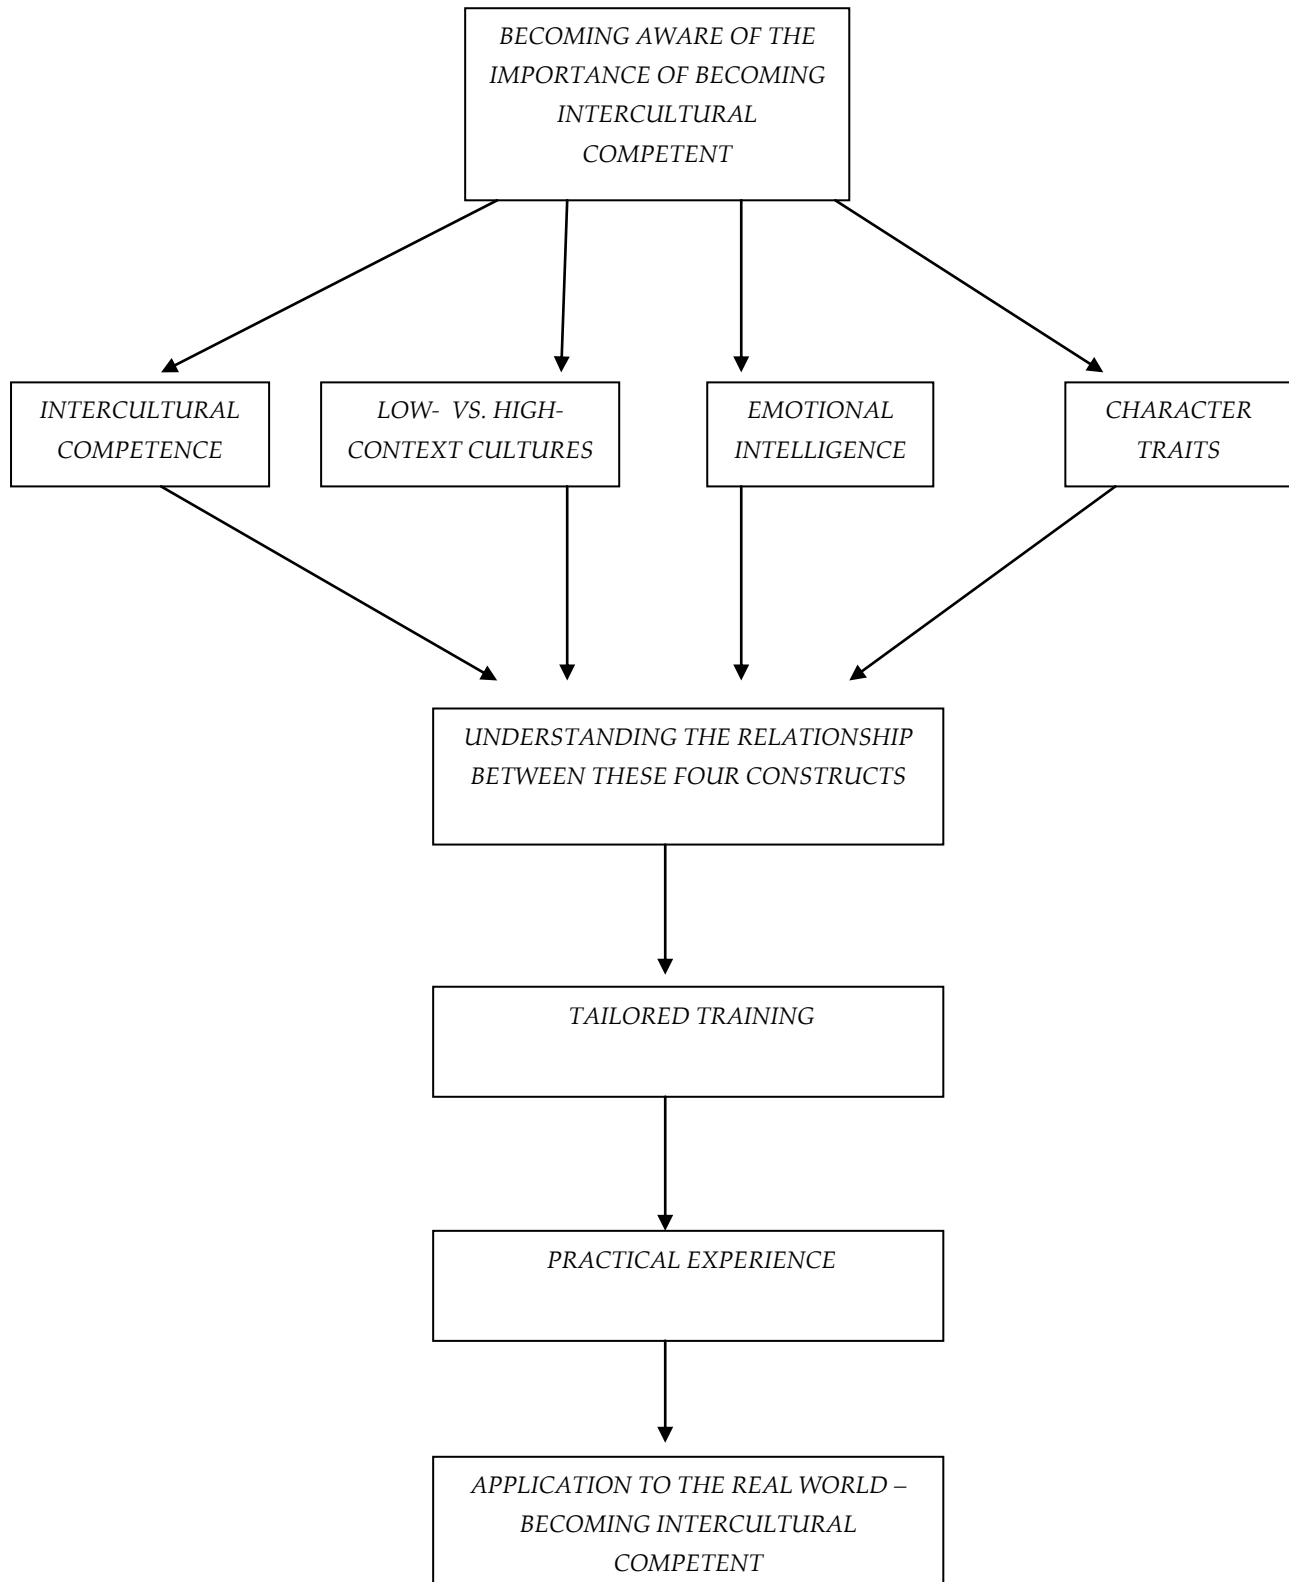 BECOMING AWARE OF THE
IMPORTANCE OF BECOMING
INTERCULTURAL
COMPETENT
INTERCULTURAL
COMPETENCE
LOW- VS. HIGH-
CONTEXT CULTURES
EMOTIONAL
INTELLIGENCE
CHARACTER
TRAITS
UNDERSTANDING THE RELATIONSHIP
BETWEEN THESE FOUR CONSTRUCTS
TAILORED TRAINING
PRACTICAL EXPERIENCE
APPLICATION TO THE REAL WORLD –
BECOMING INTERCULTURAL
COMPETENT